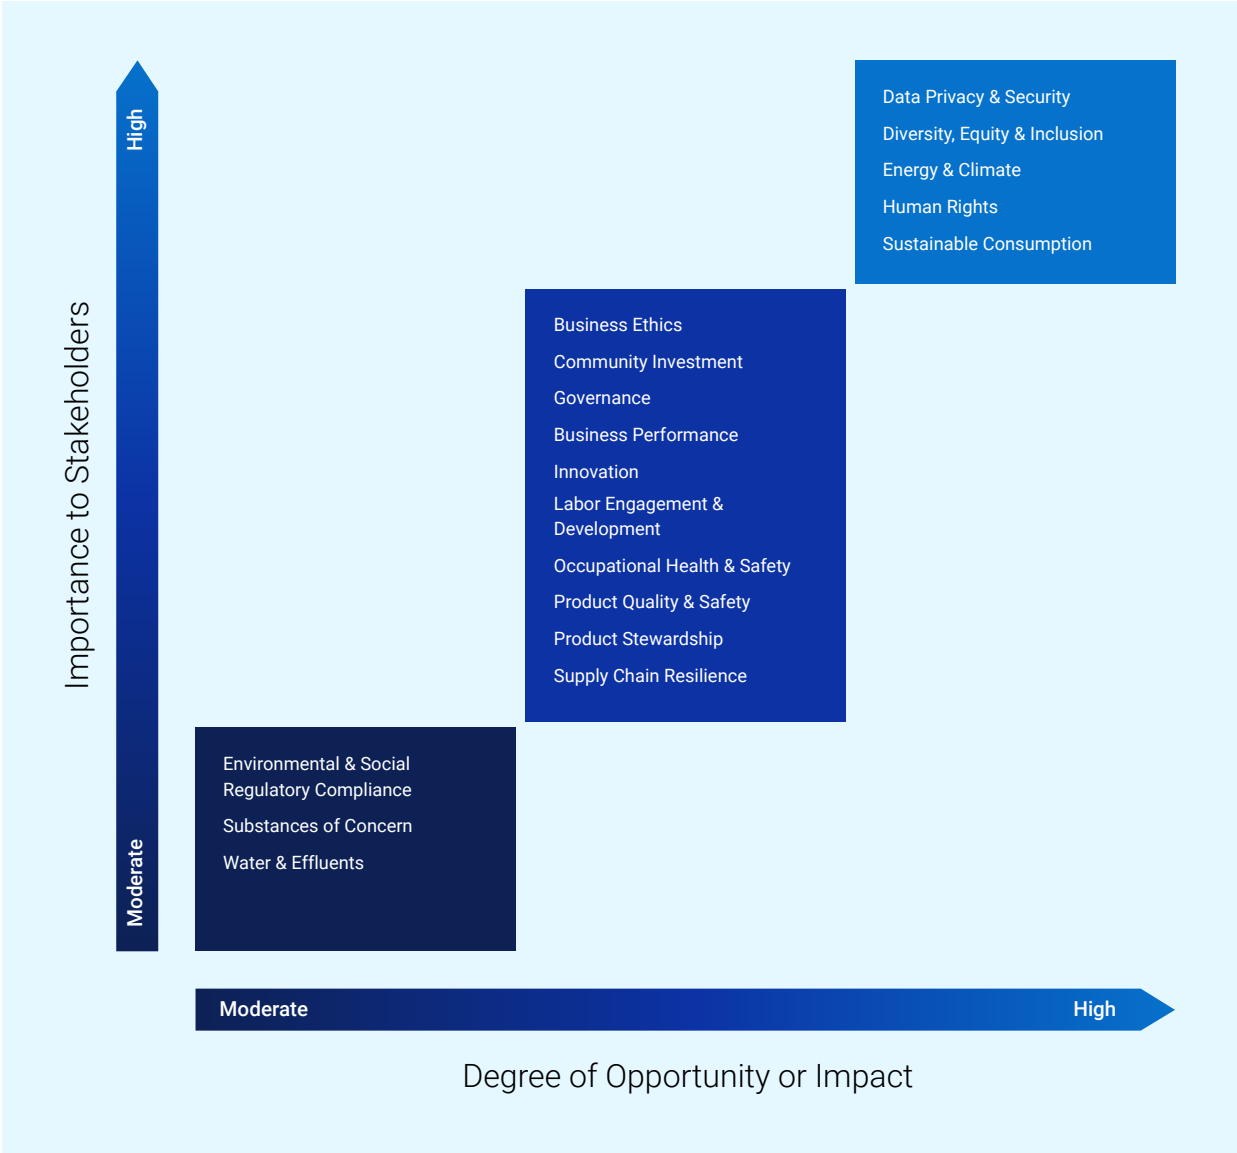 High
Moderate
Importance to Stakeholders
Data Privacy & Security
Diversity, Equity & Inclusion
Energy & Climate
Human Rights
Sustainable Consumption
Business Ethics
Community Investment
Governance
Business Performance
Innovation
Labor Engagement &
Development
Occupational Health & Safety
Product Quality & Safety
Product Stewardship
Supply Chain Resilience
Environmental & Social
Regulatory Compliance
Substances of Concern
Water & Effluents
Moderate
High
Degree of Opportunity or Impact